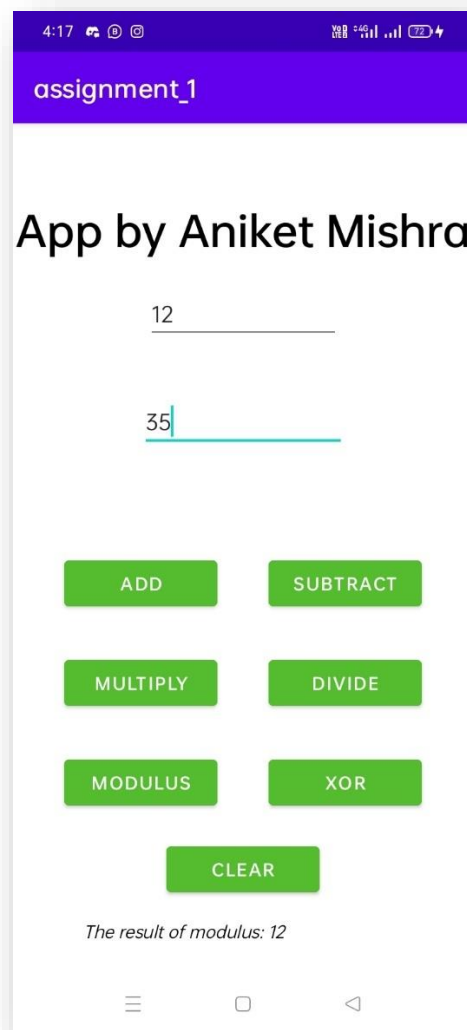 4:17
72
assignment_1
App by Aniket Mishra
12
35
ADD SUBTRACT
MULTIPLY DIVIDE
MODULUS XOR
CLEAR
The result of modulus: 12